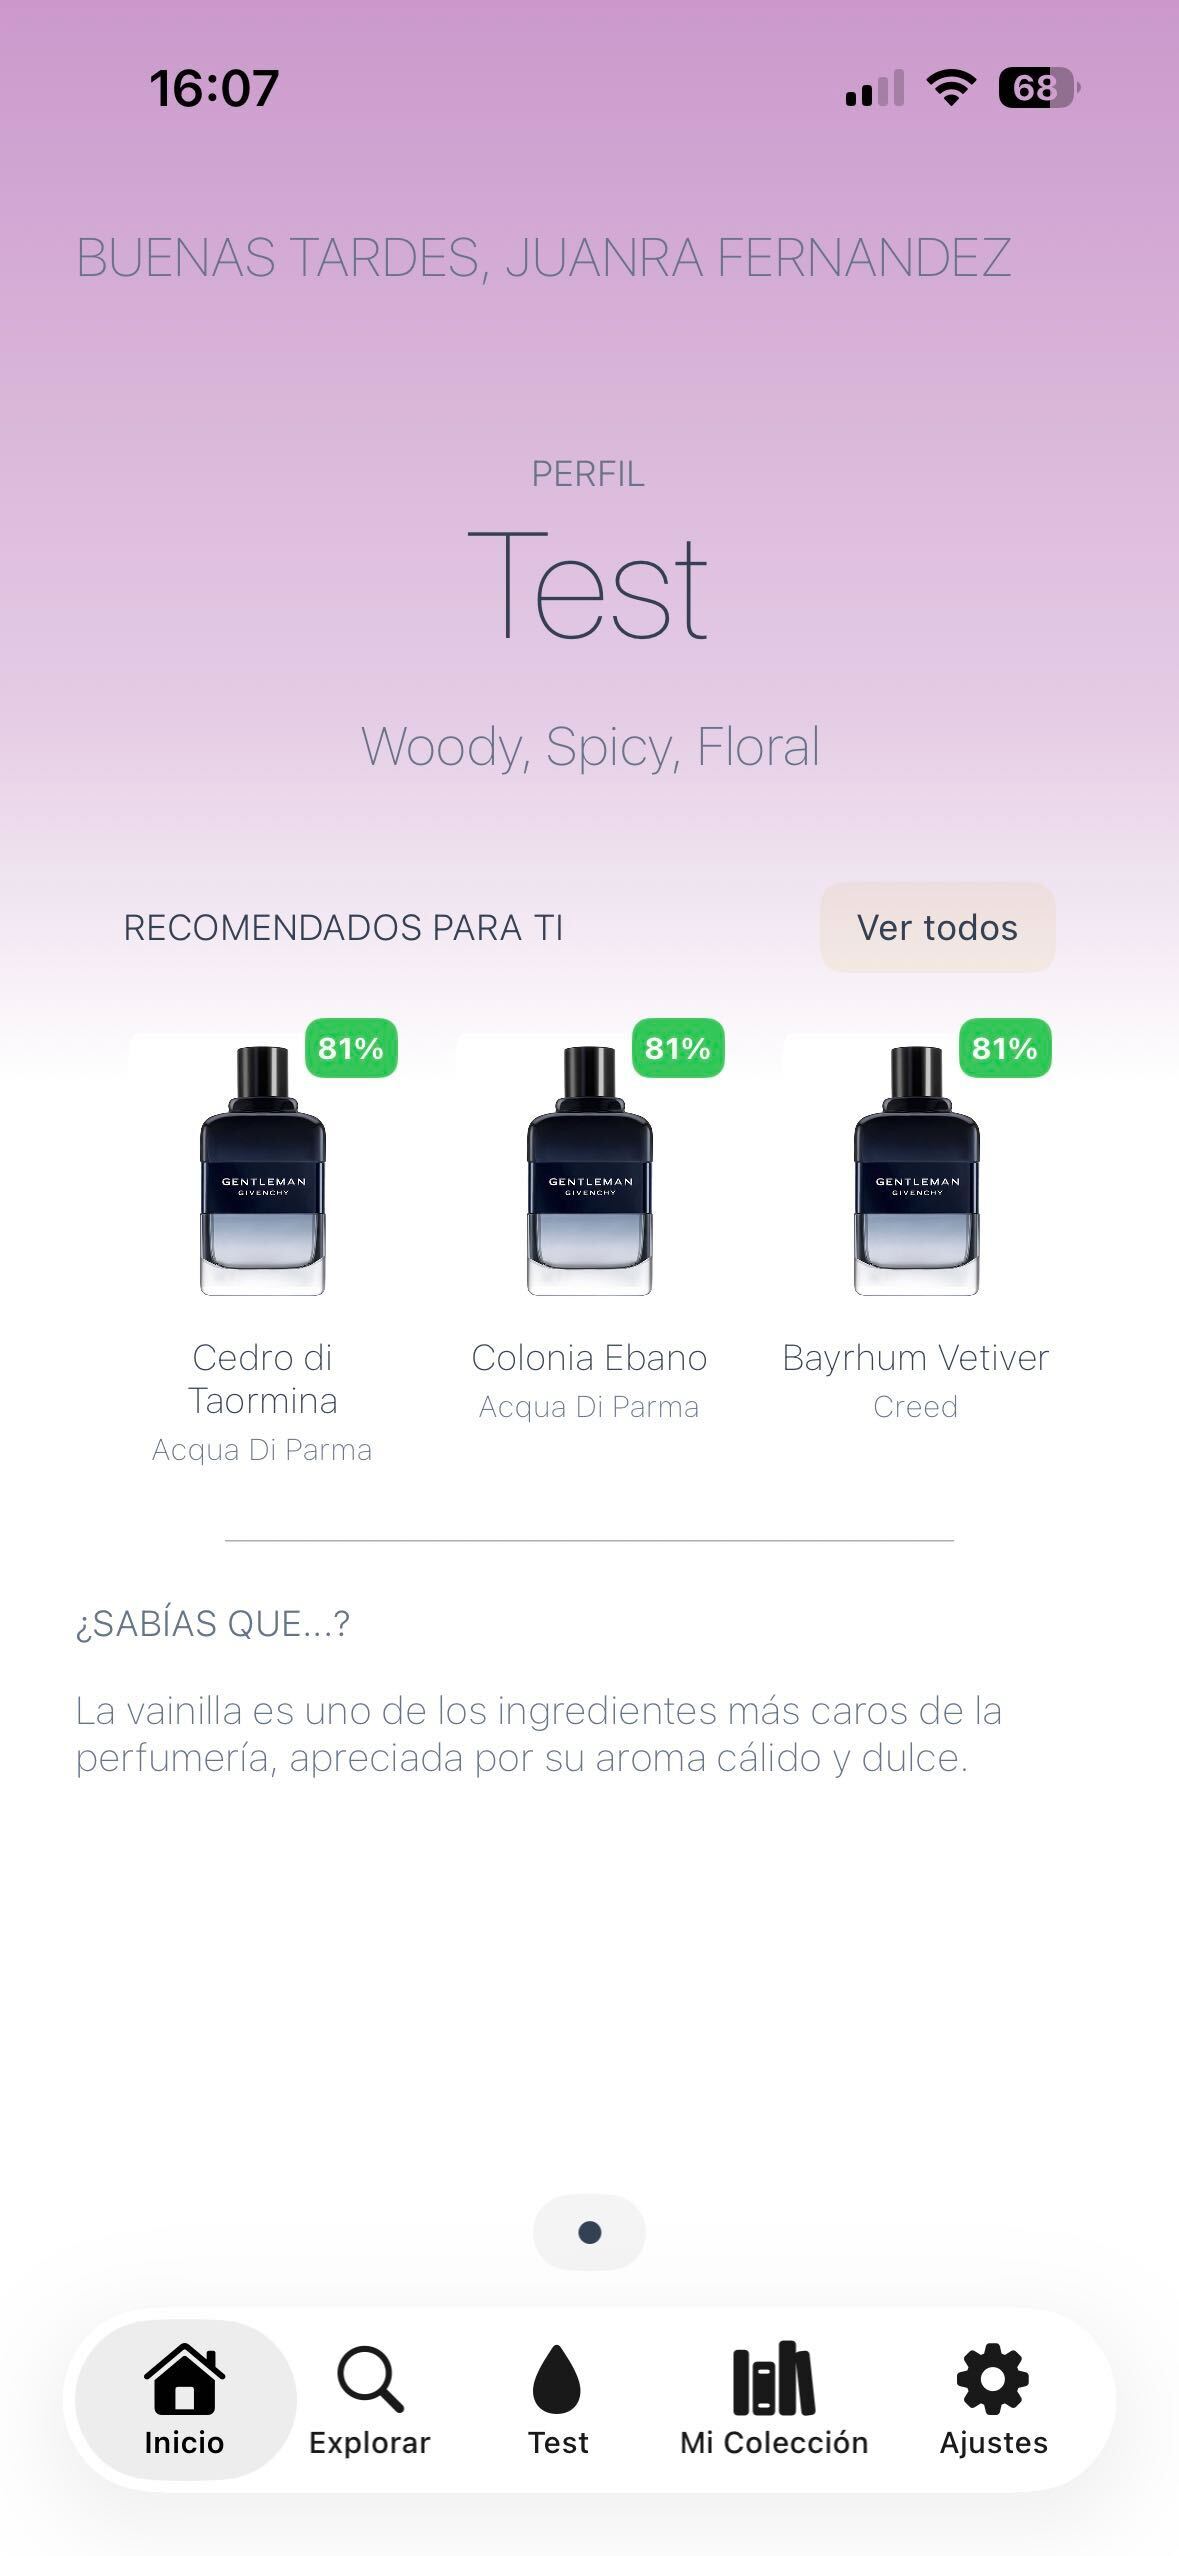 16:07
68
BUENAS TARDES, JUANRA FERNANDEZ
PERFIL
Test
Woody, Spicy, Floral
RECOMENDADOS PARA TI
Ver todos
81%
81%
81%
GENTLEMAN
GIVENCHY
GENTLEMAN
GIVENCHY
GENTLEMAN
GIVENCHY
Cedro di
Taormina
Acqua Di Parma
Colonia Ebano
Acqua Di Parma
Bayrhum Vetiver
Creed
¿SABÍAS QUE...?
La vainilla es uno de los ingredientes más caros de la
perfumería, apreciada por su aroma cálido y dulce.
Inicio
Explorar
Test
Mi Colección
Ajustes